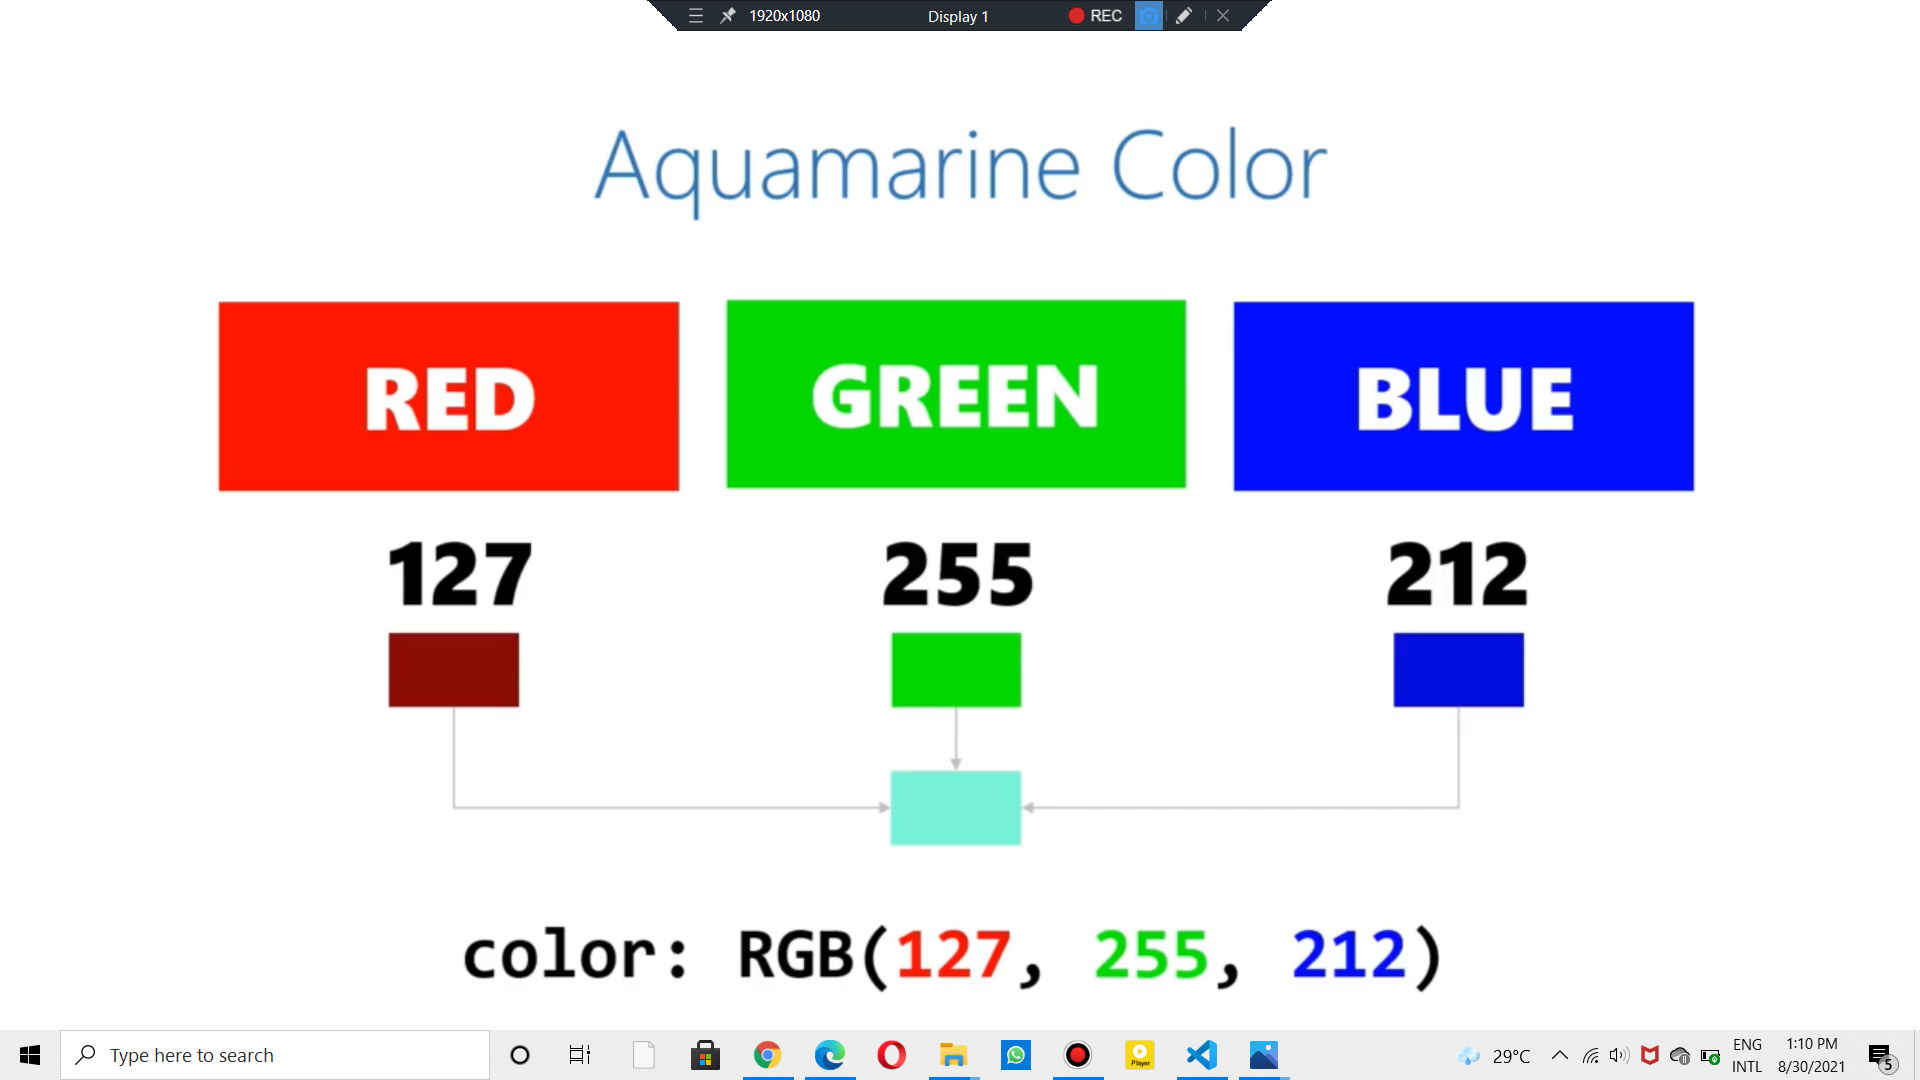 1920x1080 Display 1 REC
Aquamarine Color
RED GREEN BLUE
127 255 212
color: RGB(127, 255, 212)
Type here to search
Player
29°C
ENG
INTL
1:10 PM
8/30/2021
5